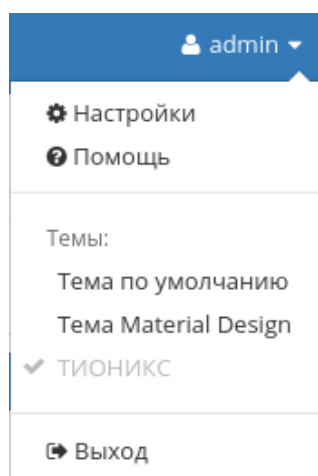 admin
Настройки
Помощь
Темы:
Тема по умолчанию
Тема Material Design
ТИОНИКС
Выход